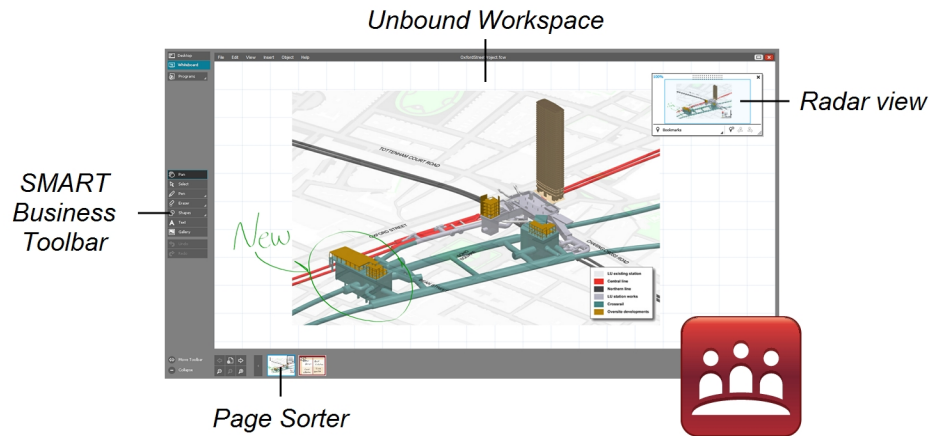 Unbound Workspace
Desktop
Whiteboard
Programs
File Edit View Insert Object Help
Radar view
Bookmarks
SMART
Business
Toolbar
Pan
Select
Pen
Eraser
Shapes
Text
Gallery
Undo
Redo
TOTTENHAM COURT ROAD
OXFORD STREET
CHARING CROSS ROAD
New
LU existing station
Central line
Northern line
LU station works
Crossrail
Oversite developments
Move Toolbar
Collapse
Page Sorter